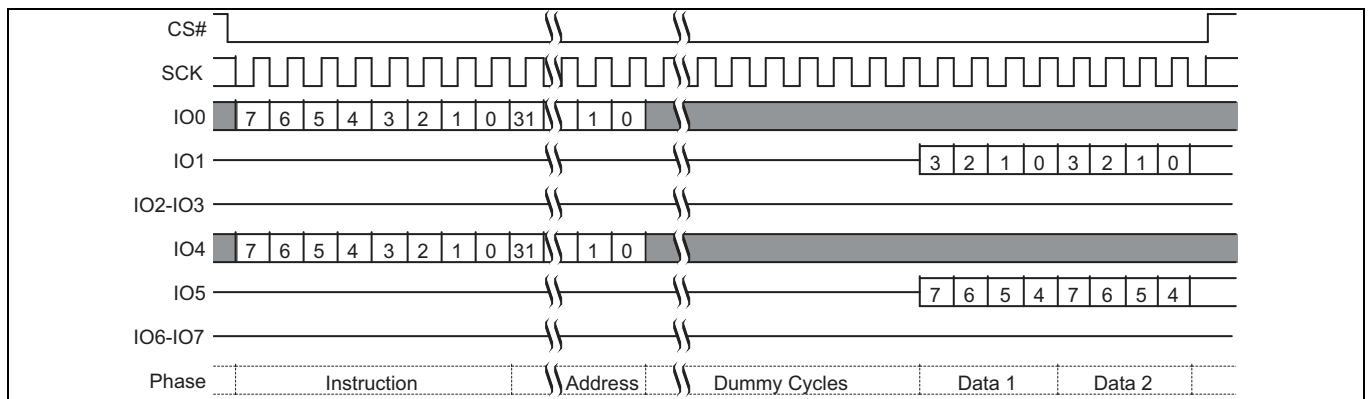 CS#
SCK
IO0 7 6 5 4 3 2 1 0 31 1 0
IO1 3 2 1 0 3 2 1 0
IO2-IO3
IO4 7 6 5 4 3 2 1 0 31 1 0
IO5 7 6 5 4 7 6 5 4
IO6-IO7
Phase Instruction Address Dummy Cycles Data 1 Data 2